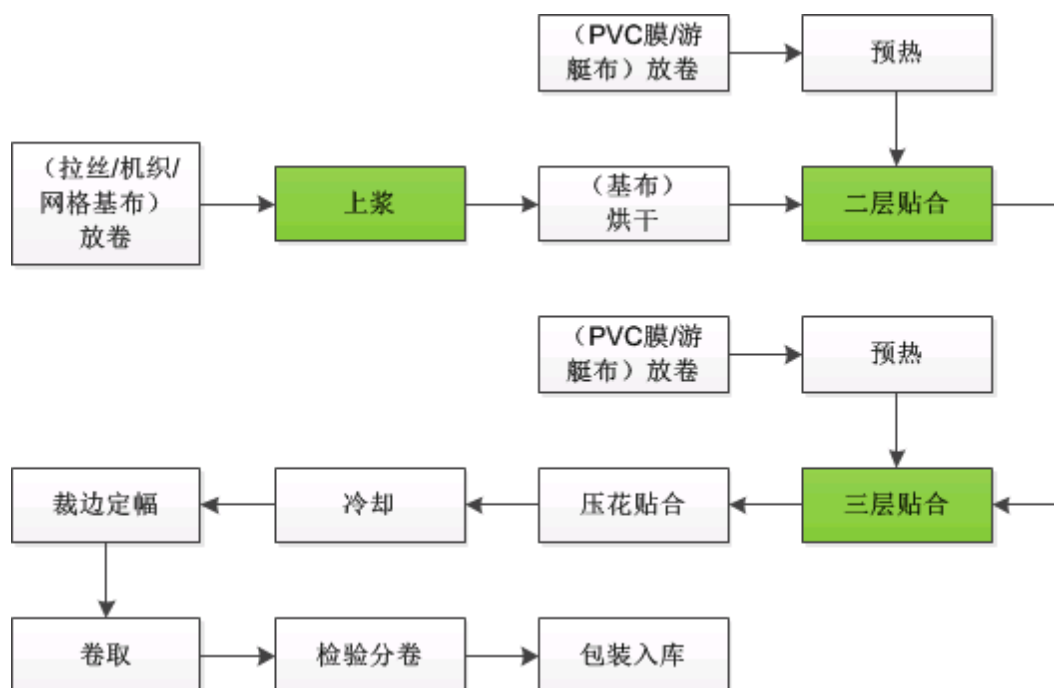 （PVC膜/游
艇布）放卷
预热
（拉丝/机织/
网格基布）
放卷
上浆
（基布）
烘干
二层贴合
（PVC膜/游
艇布）放卷
预热
裁边定幅
冷却
压花贴合
三层贴合
卷取
检验分卷
包装入库